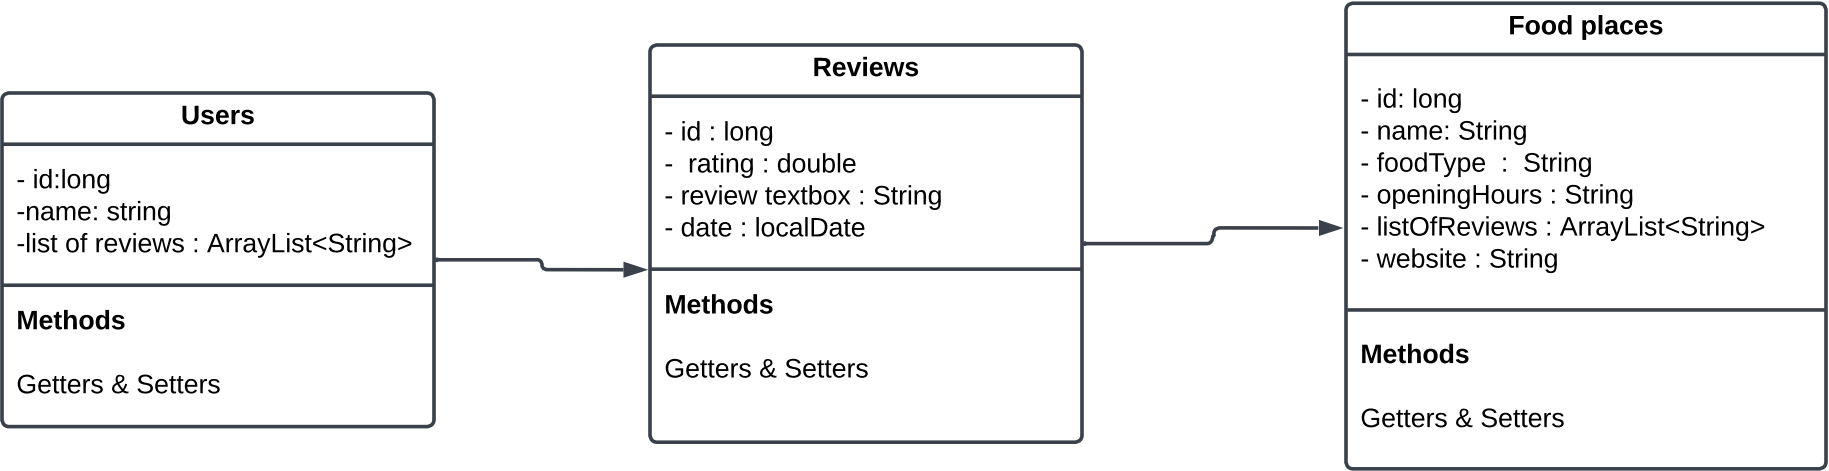 Users
- id:long
-name: string
-list of reviews : ArrayList<String>
Methods
Getters & Setters
Reviews
- id : long
-  rating : double
- review textbox : String
- date : localDate
Methods
Getters & Setters
Food places
- id: long
- name: String
- foodType  :  String
- openingHours : String
- listOfReviews : ArrayList<String>
- website : String
Methods
Getters & Setters